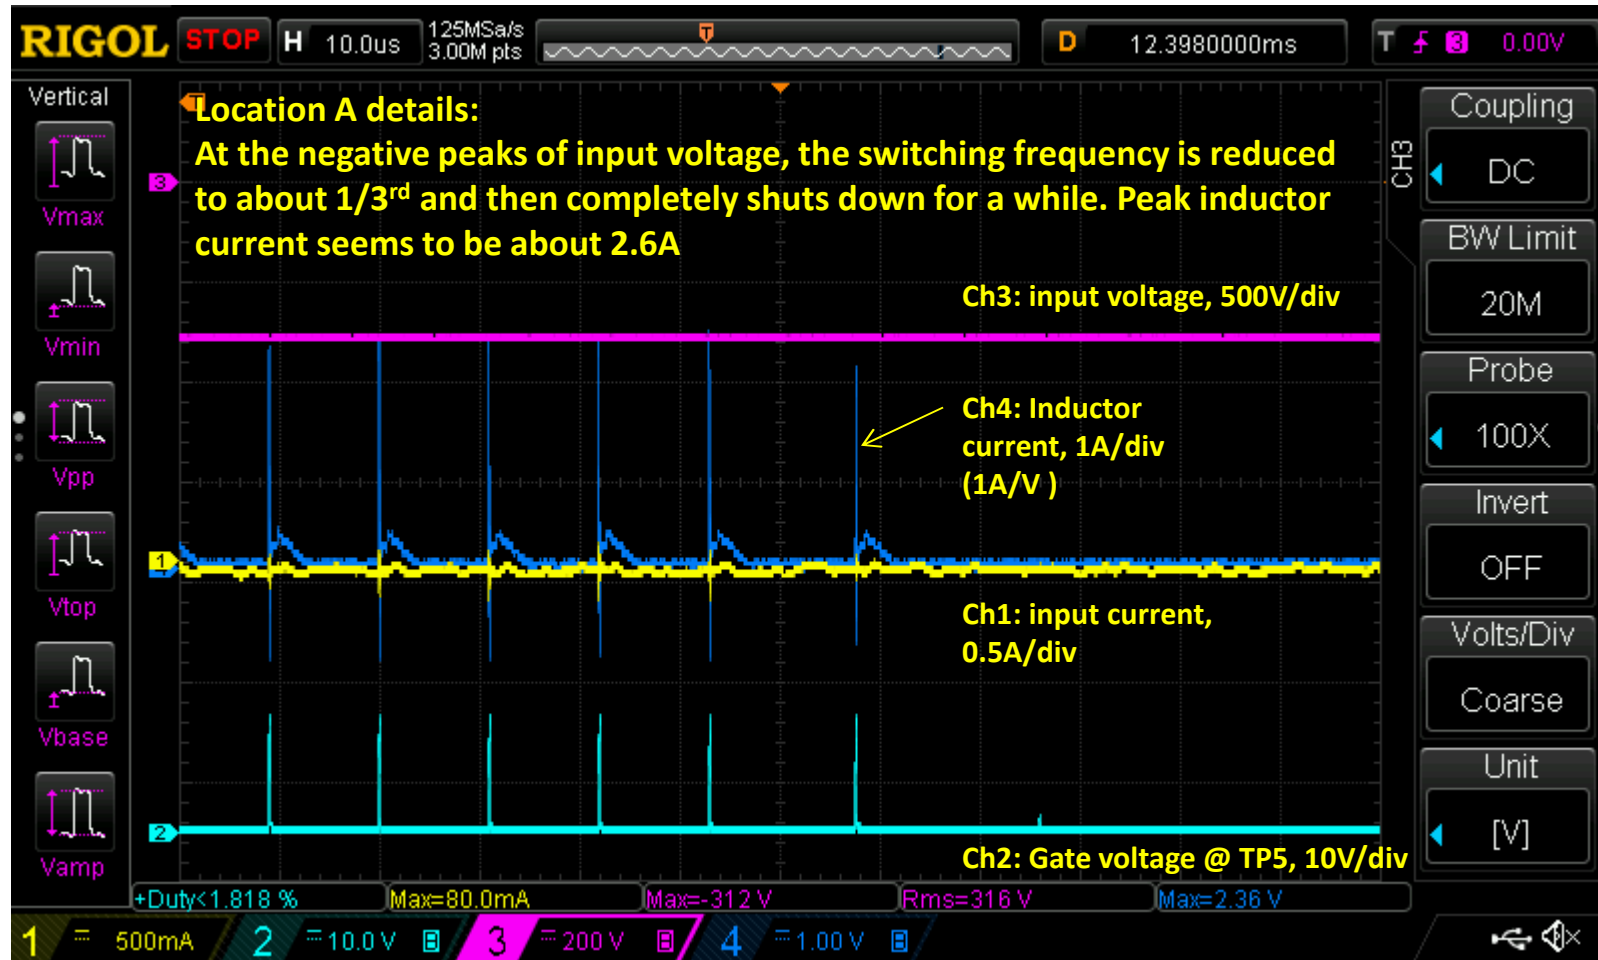 RIGOL STOP H 10.0us 125MSa/s 3.00M pts T D 12.3980000ms T 3 0.00V
Vertical
Vmax
Vmin
Vpp
Vtop
Vbase
Vamp
T
Location A details:
At the negative peaks of input voltage, the switching frequency is reduced
to about 1/3rd and then completely shuts down for a while. Peak inductor
current seems to be about 2.6A
3
Ch3: input voltage, 500V/div
Ch4: Inductor
current, 1A/div
(1A/V )
1
Ch1: input current,
0.5A/div
2
Ch2: Gate voltage @ TP5, 10V/div
CH3
Coupling
DC
BW Limit
20M
Probe
100X
Invert
OFF
Volts/Div
Coarse
Unit
[V]
+Duty<1.818 % Max=80.0mA Max=-312 V Rms=316 V Max=2.36 V
1 500mA 2 10.0 V B 3 200 V B 4 1.00 V B